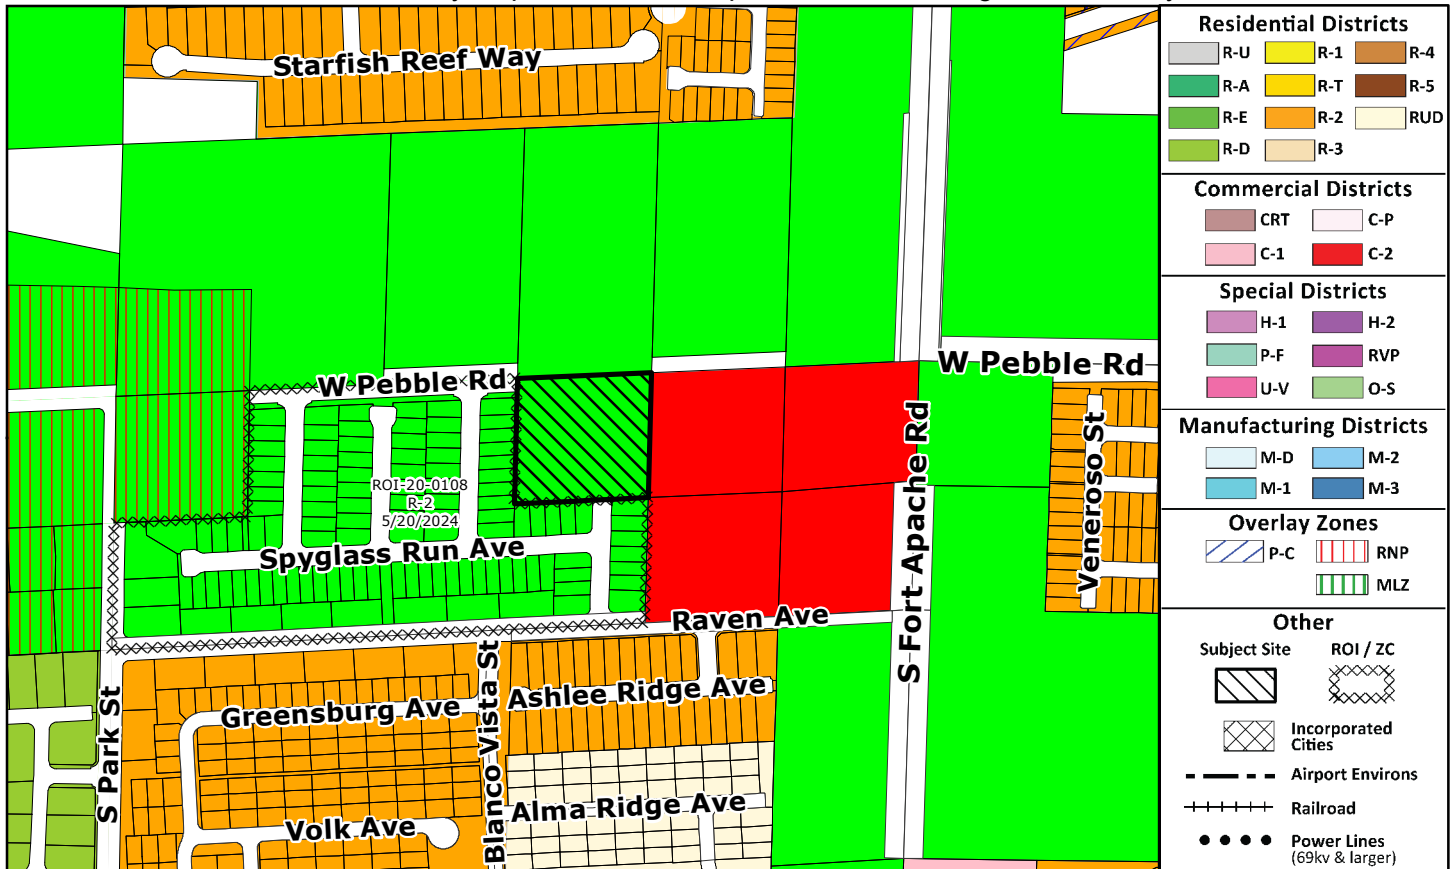 Starfish Reef Way
W Pebble Rd
W Pebble Rd
ROI-20-0108
R-2
5/20/2024
Spyglass Run Ave
S Fort Apache Rd
Veneroso St
Raven Ave
S Park St
Blanco Vista St
Greensburg Ave
Ashlee Ridge Ave
Alma Ridge Ave
Volk Ave
Residential Districts
R-U R-1 R-4
R-A R-T R-5
R-E R-2 RUD
R-D R-3
Commercial Districts
CRT C-P
C-1 C-2
Special Districts
H-1 H-2
P-F RVP
U-V O-S
Manufacturing Districts
M-D M-2
M-1 M-3
Overlay Zones
P-C RNP
MLZ
Other
Subject Site ROI / ZC
Incorporated
Cities
Airport Environs
Railroad
Power Lines
(69kv & larger)